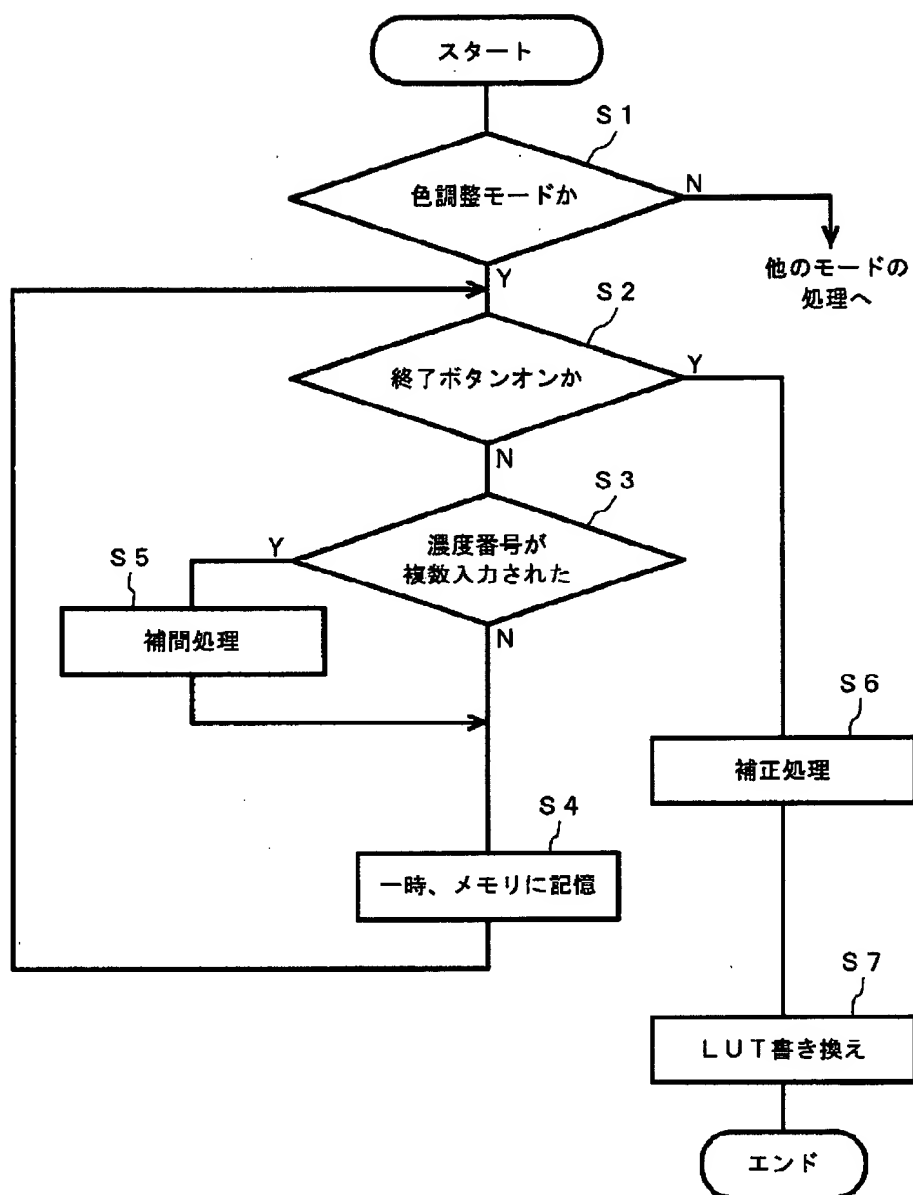 スタート
S1
色調整モードか
N
Y
他のモードの
処理へ
S2
終了ボタンオンか
Y
N
S3
濃度番号が
複数入力された
Y
N
S5
補間処理
S6
補正処理
S4
一時、メモリに記憶
S7
LUT書き換え
エンド